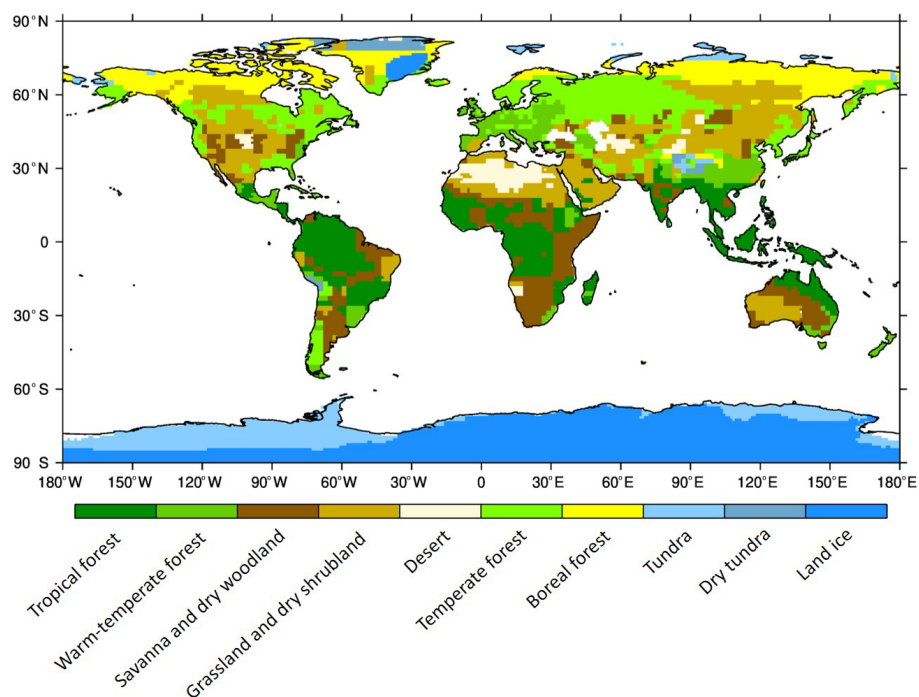 90°N
60°N
30°N
0
30°S
60°S
90 S
180°W 150°W 120°W 90°W 60°W 30°W 0 30°E 60°E 90°E 120°E 150°E 180°E
Tropical forest
Warm-temperate forest
Savanna and dry woodland
Grassland and dry shrubland
Desert
Temperate forest
Boreal forest
Tundra
Dry tundra
Land ice